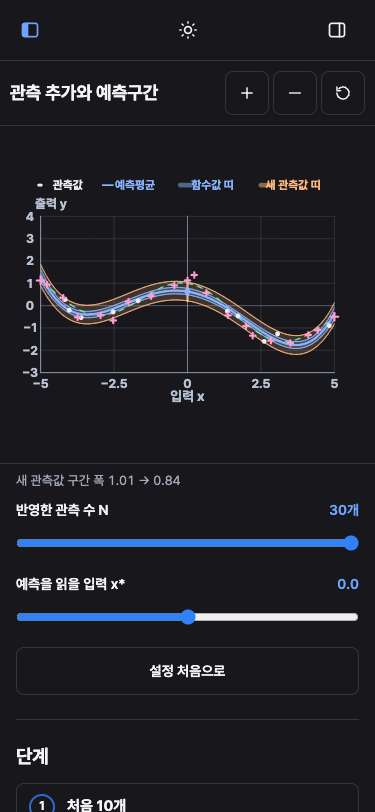 관측 추가와 예측구간
관측값 예측평균 함수값 띠 새 관측값 띠
출력 y
4
3
2
1
0
−1
−2
−3
−5 −2.5 0 2.5 5
입력 x
새 관측값 구간 폭 1.01 → 0.84
반영한 관측 수 N 30개
예측을 읽을 입력 x* 0.0
설정 처음으로
단계
1 처음 10개